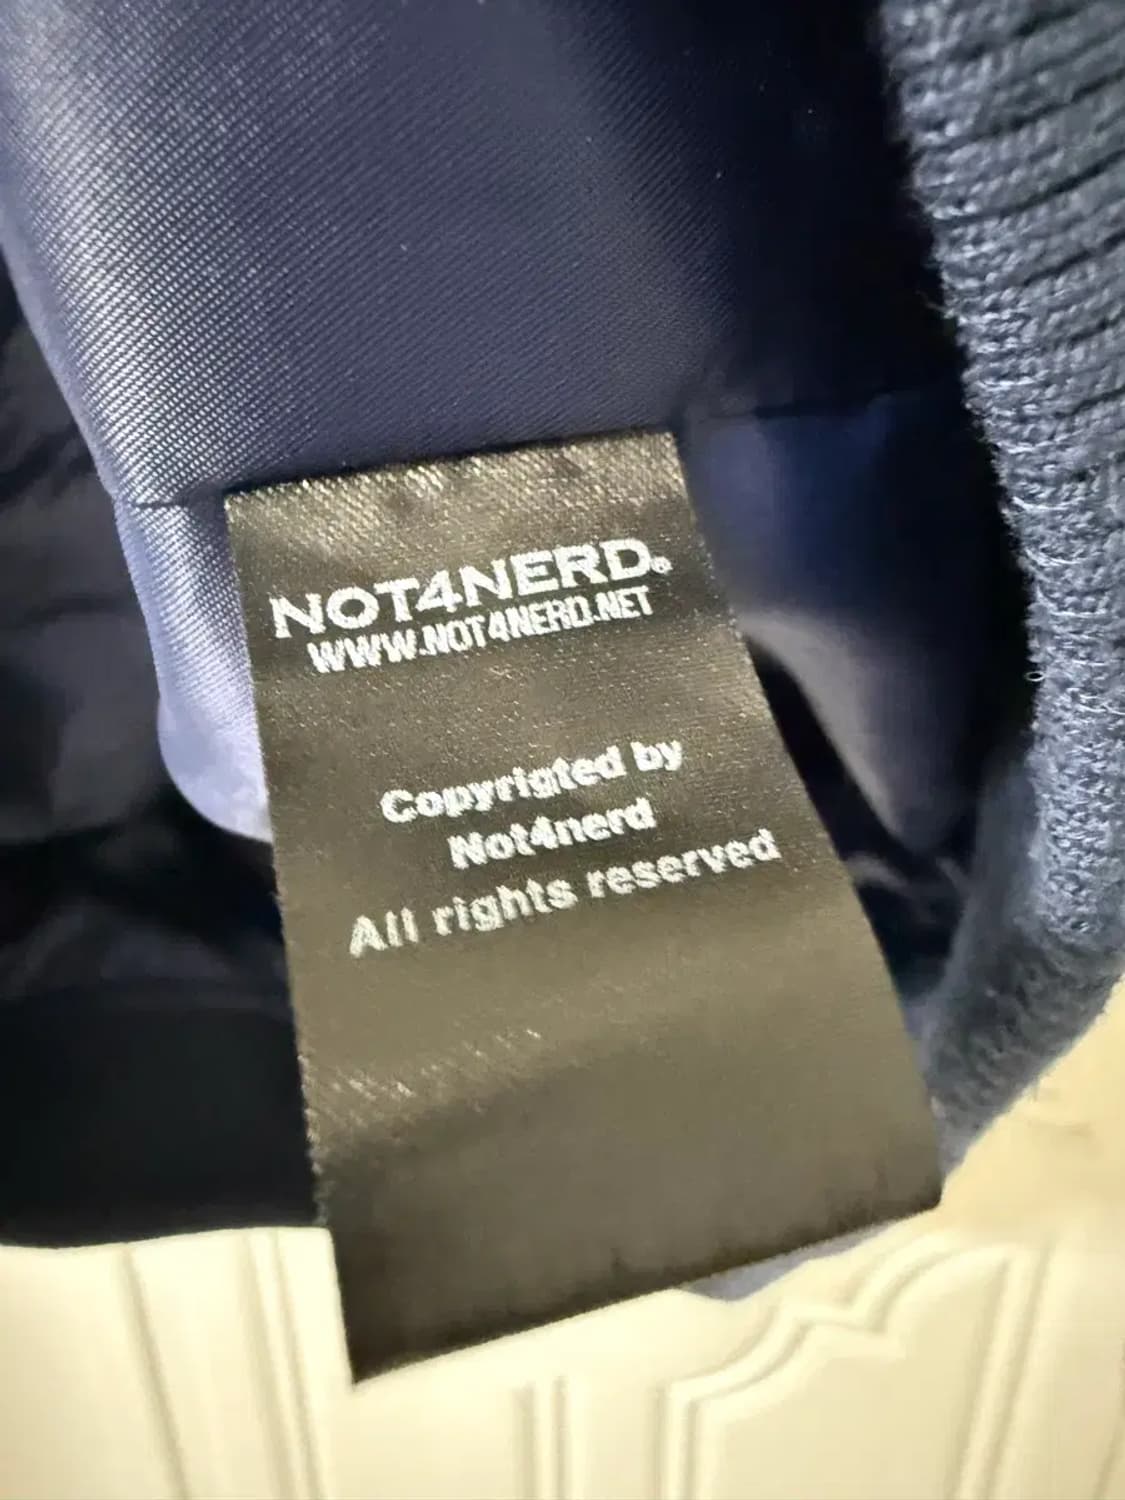 NOT4NERD®
WWW.NOT4NERD.NET
Copyrigted by
Not4nerd
All rights reserved